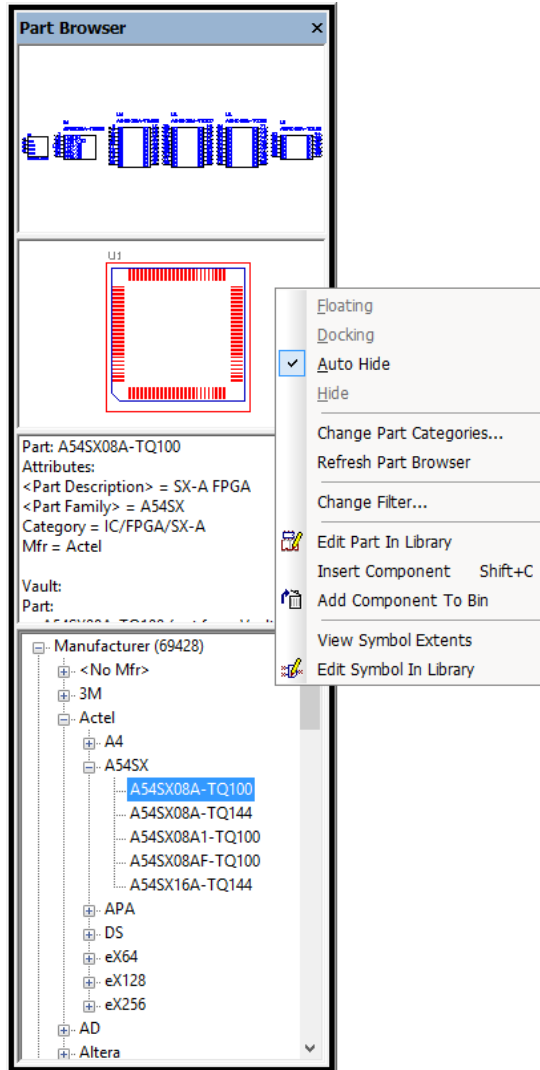 Part Browser
U1
Part: A54SX08A-TQ100
Attributes:
<Part Description> = SX-A FPGA
<Part Family> = A54SX
Category = IC/FPGA/SX-A
Mfr = Actel
Vault:
Part:
Manufacturer (69428)
<No Mfr>
3M
Actel
A4
A54SX
A54SX08A-TQ100
A54SX08A-TQ144
A54SX08A1-TQ100
A54SX08AF-TQ100
A54SX16A-TQ144
APA
DS
eX64
eX128
eX256
AD
Altera
Floating
Docking
Auto Hide
Hide
Change Part Categories...
Refresh Part Browser
Change Filter...
Edit Part In Library
Insert Component Shift+C
Add Component To Bin
View Symbol Extents
Edit Symbol In Library